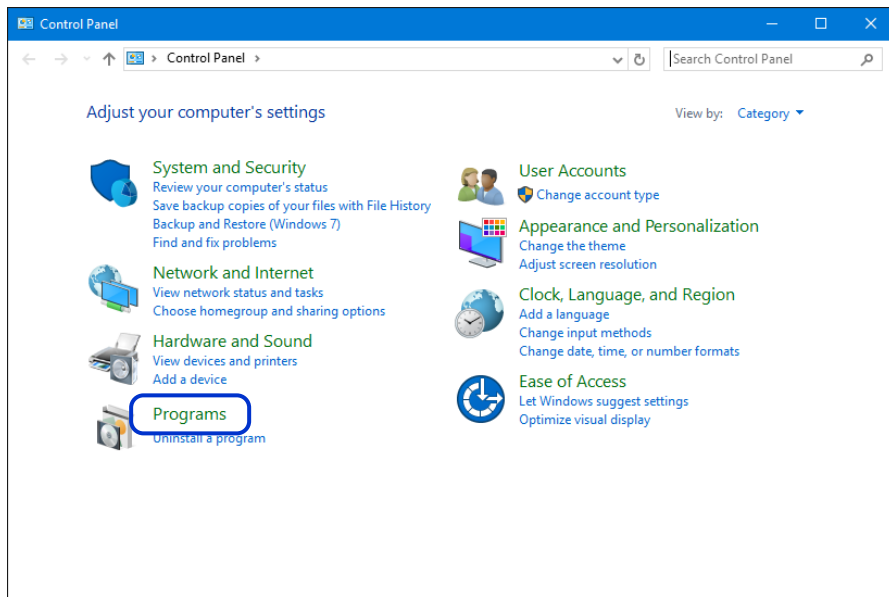 Control Panel
Control Panel
Search Control Panel
Adjust your computer's settings
View by: Category
System and Security
Review your computer's status
Save backup copies of your files with File History
Backup and Restore (Windows 7)
Find and fix problems
Network and Internet
View network status and tasks
Choose homegroup and sharing options
Hardware and Sound
View devices and printers
Add a device
Programs
Uninstall a program
User Accounts
Change account type
Appearance and Personalization
Change the theme
Adjust screen resolution
Clock, Language, and Region
Add a language
Change input methods
Change date, time, or number formats
Ease of Access
Let Windows suggest settings
Optimize visual display